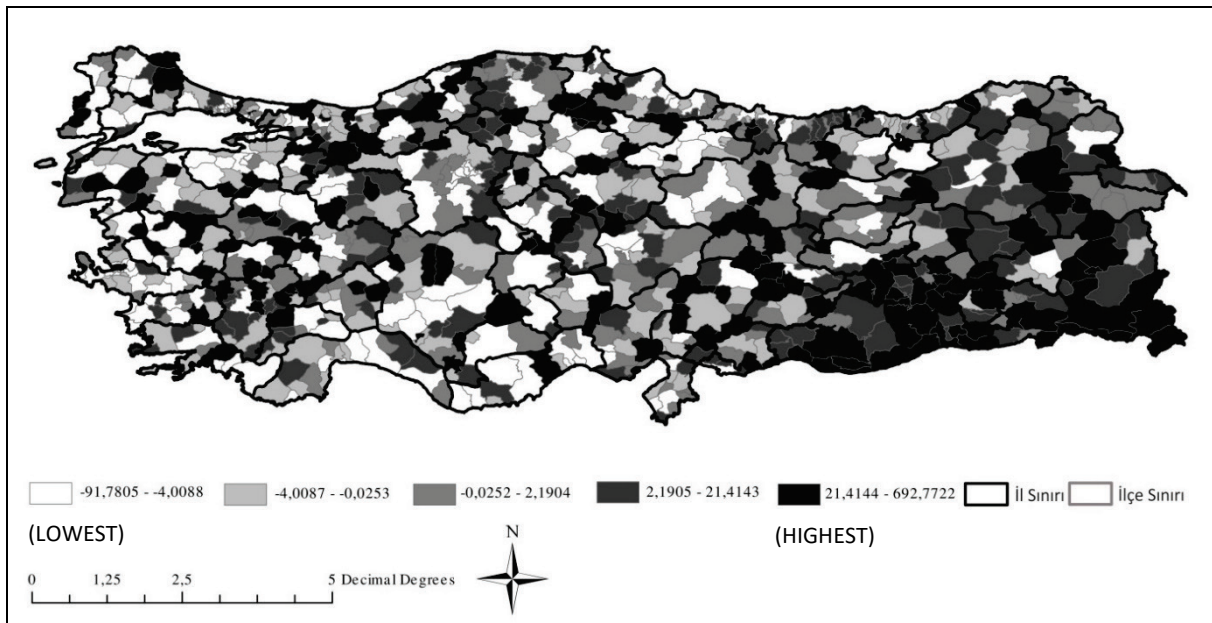 -91,7805 - -4,0088 -4,0087 - -0,0253 -0,0252 - 2,1904 2,1905 - 21,4143 21,4144 - 692,7722 İl Sınırı İlçe Sınırı
(LOWEST) (HIGHEST)
N
0 1,25 2,5 5 Decimal Degrees